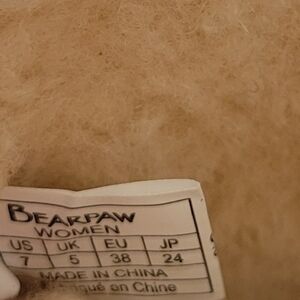 BEARPAW
WOMEN
US UK EU JP
7 5 38 24
MADE IN CHINA
Fabriqué en Chine